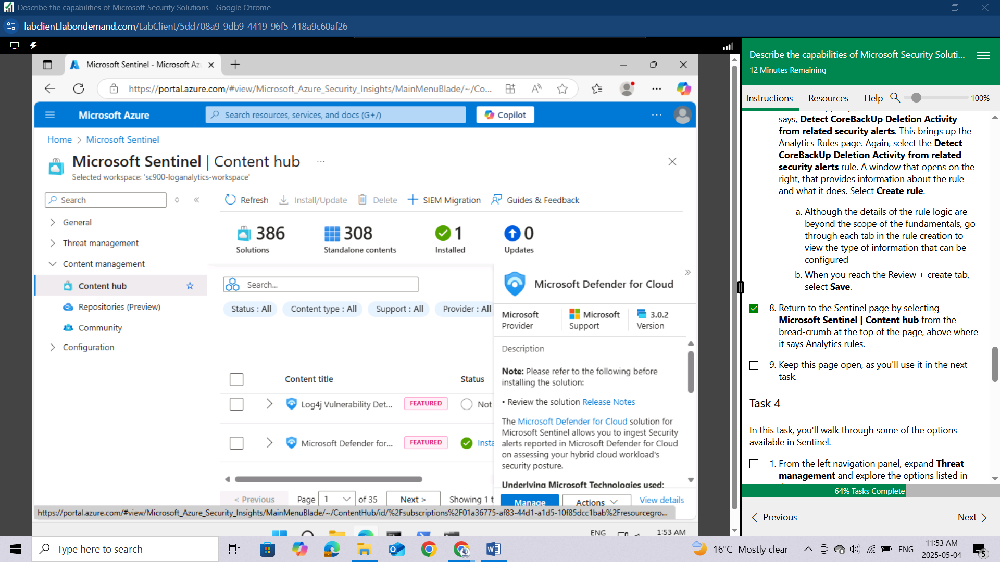 Describe the capabilities of Microsoft Security Solutions - Google Chrome
labclient.labondemand.com/LabClient/5dd708a9-9db9-4419-96f5-418a9c60af26
Microsoft Sentinel - Microsoft Az
https://portal.azure.com/#view/Microsoft_Azure_Security_Insights/MainMenuBlade/~/Co...
Microsoft Azure
Search resources, services, and docs (G+/)
Copilot
Home > Microsoft Sentinel
Microsoft Sentinel | Content hub
Selected workspace: 'sc900-loganalytics-workspace'
Search
General
Threat management
Content management
Content hub
Repositories (Preview)
Community
Configuration
Refresh
Install/Update
Delete
SIEM Migration
Guides & Feedback
386
Solutions
308
Standalone contents
1
Installed
0
Updates
Search...
Status : All
Content type : All
Support : All
Provider : All
Content title
Status
Log4j Vulnerability Det...
FEATURED
Not
Microsoft Defender for...
FEATURED
Insta
< Previous
Page 1 of 35
Next >
Showing 1 t
Microsoft Defender for Cloud
Microsoft
Provider
Microsoft
Support
3.0.2
Version
Description
Note: Please refer to the following before
installing the solution:
• Review the solution Release Notes
The Microsoft Defender for Cloud solution for
Microsoft Sentinel allows you to ingest Security
alerts reported in Microsoft Defender for Cloud
on assessing your hybrid cloud workload's
security posture.
Underlying Microsoft Technologies used:
Manage
Actions
View details
https://portal.azure.com/#view/Microsoft_Azure_Security_Insights/MainMenuBlade/~/ContentHub/id/%2Fsubscriptions%2F01a36775-af83-44d1-a1d5-10f85dcc1bab%2Fresourcegro...
ENG
1:53 AM
Describe the capabilities of Microsoft Security Soluti...
12 Minutes Remaining
Instructions
Resources
Help
100%
says, Detect CoreBackUp Deletion Activity
from related security alerts. This brings up the
Analytics Rules page. Again, select the Detect
CoreBackUp Deletion Activity from related
security alerts rule. A window that opens on the
right, that provides information about the rule
and what it does. Select Create rule.
a. Although the details of the rule logic are
beyond the scope of the fundamentals, go
through each tab in the rule creation to
view the type of information that can be
configured
b. When you reach the Review + create tab,
select Save.
8. Return to the Sentinel page by selecting
Microsoft Sentinel | Content hub from the
bread-crumb at the top of the page, above where
it says Analytics rules.
9. Keep this page open, as you'll use it in the next
task.
Task 4
In this task, you'll walk through some of the options
available in Sentinel.
1. From the left navigation panel, expand Threat
management and explore the options listed in
64% Tasks Complete
Previous
Next
Type here to search
16°C Mostly clear
ENG
11:53 AM
2025-05-04
5